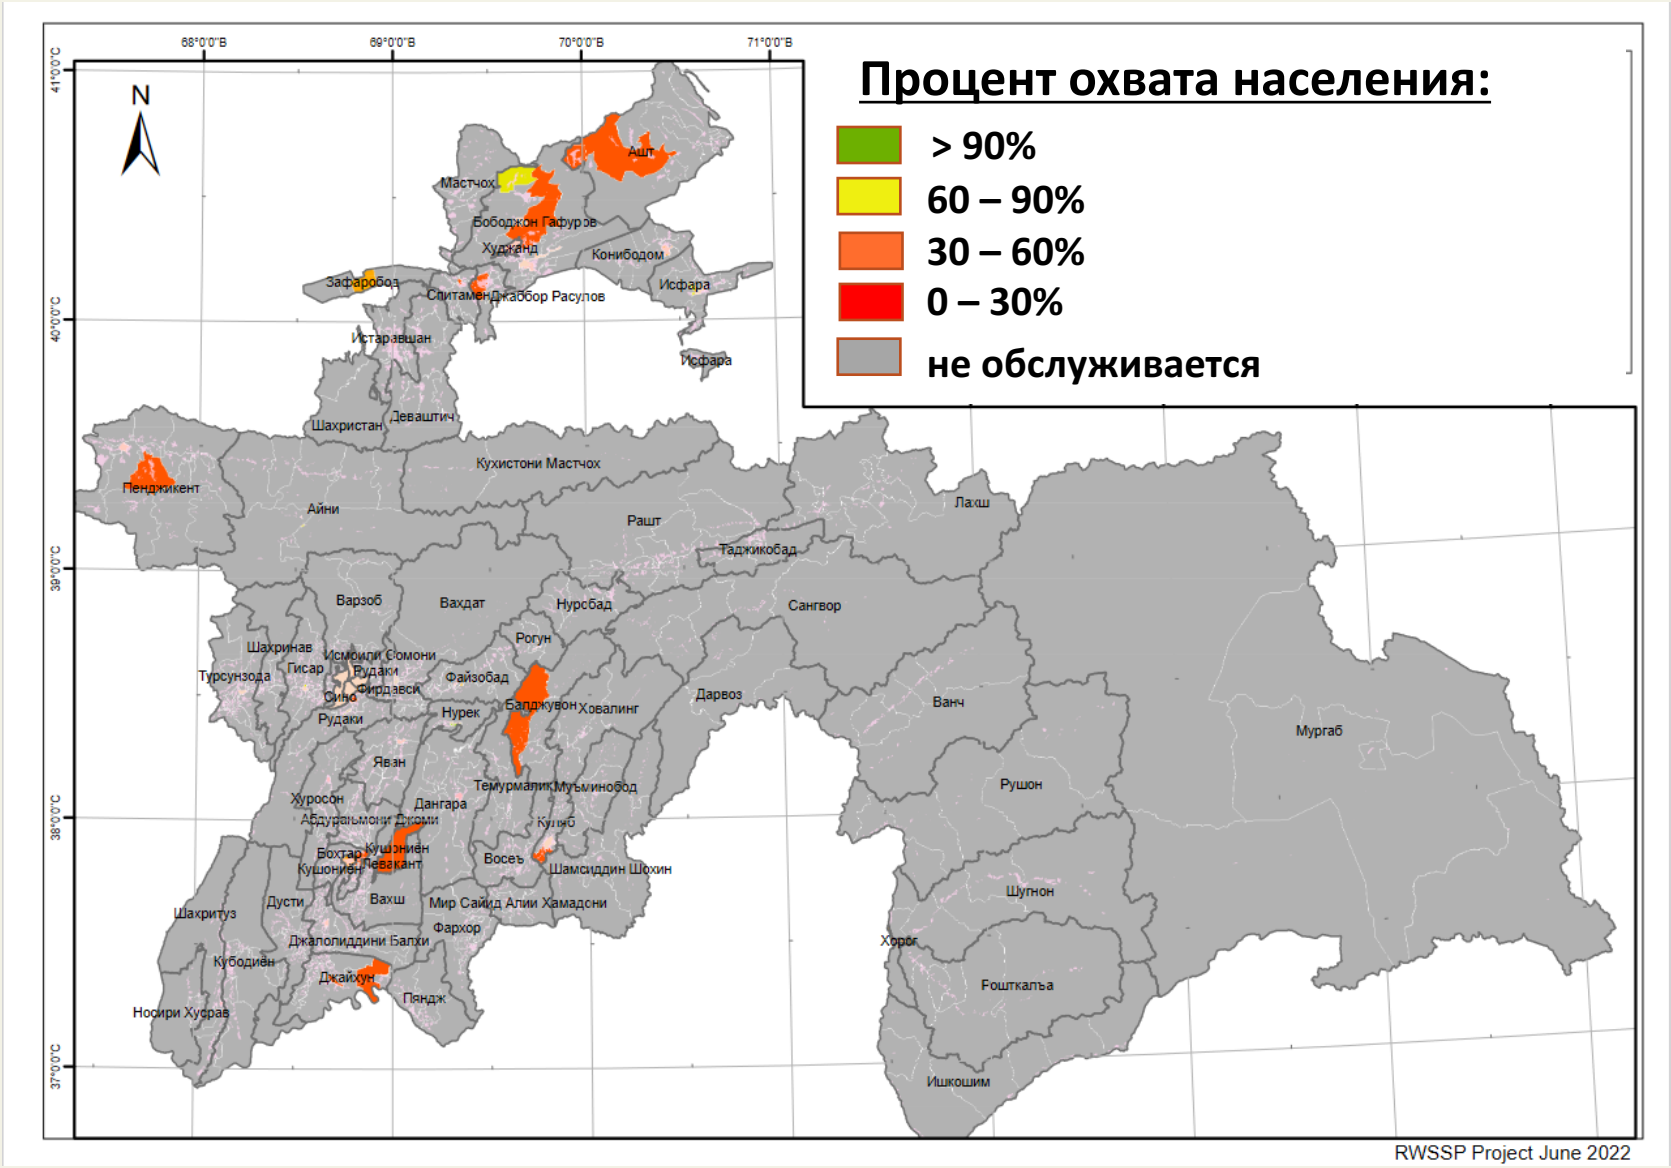 68°0'0"В 69°0'0"В 70°0'0"В 71°0'0"В
41°0'0"С
40°0'0"С
39°0'0"С
38°0'0"С
37°0'0"С
N
Процент охвата населения:
> 90%
60 – 90%
30 – 60%
0 – 30%
не обслуживается
Ашт
Мастчох
Бободжон Гафуров
Худжанд
Конибодом
Зафаробод
Исфара
Спитамен
Джаббор Расулов
Истаравшан
Исфара
Деваштич
Шахристан
Кухистони Мастчох
Пенджикент
Айни
Лахш
Рашт
Таджикобад
Варзоб
Вахдат
Нурсбад
Сангвор
Рогун
Шахринав
Исмоили Сомони
Гисар
Рудаки
Турсунзода
Файзобад
Сино
Фирдавси
Дарвоз
Ванч
Балджувон
Ховалинг
Рудаки
Нурек
Мургаб
Яван
Рушон
Темурмалик
Муъминобод
Хуросон
Дангара
Абдурахмони Джоми
Куляб
Кушониён
Бохтар
Восеъ
Левакант
Кушониён
Шамсиддин Шохин
Шугнон
Вахш
Дусти
Мир Сайид Алии Хамадони
Шахритуз
Фархор
Джалолиддини Балхи
Хорог
Кубодиён
Джайхун
Рошткалъа
Пяндж
Носири Хусрав
Ишкошим
RWSSP Project June 2022